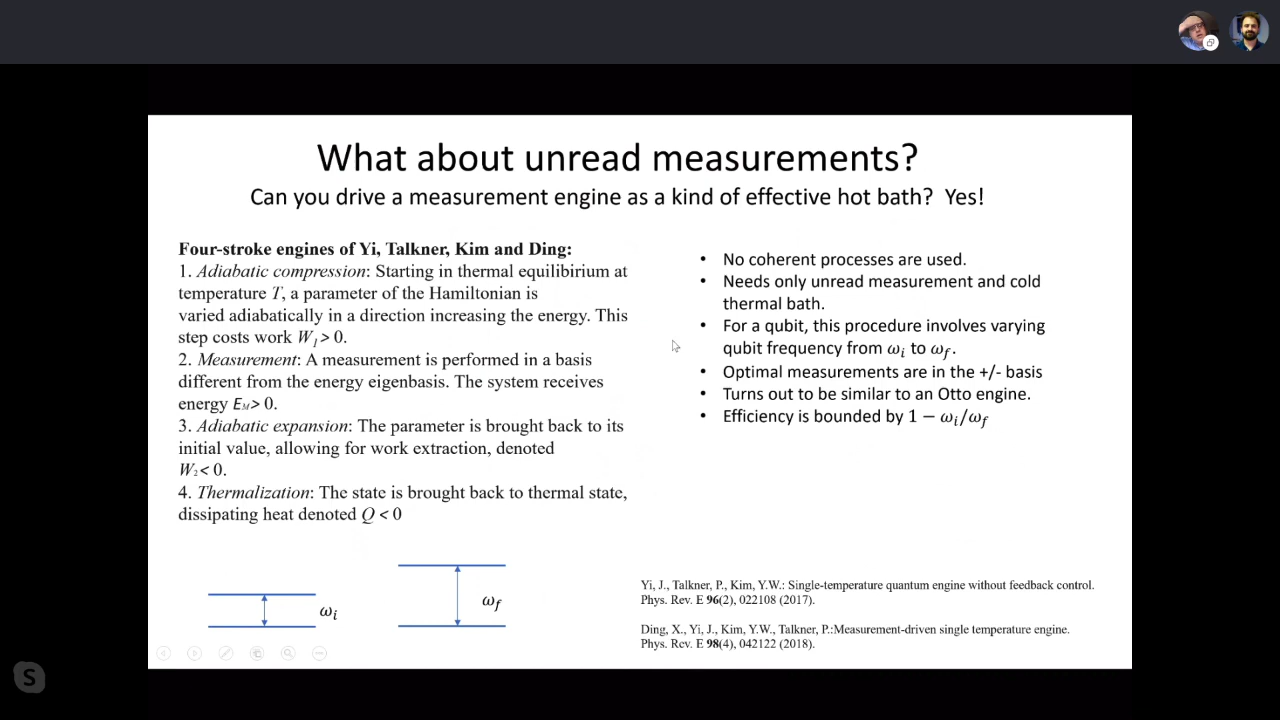 What about unread measurements?
Can you drive a measurement engine as a kind of effective hot bath? Yes!
Four-stroke engines of Yi, Talkner, Kim and Ding:
1. Adiabatic compression: Starting in thermal equilibirium at
temperature T, a parameter of the Hamiltonian is
varied adiabatically in a direction increasing the energy. This
step costs work W₁ > 0.
2. Measurement: A measurement is performed in a basis
different from the energy eigenbasis. The system receives
energy Eᴍ> 0.
3. Adiabatic expansion: The parameter is brought back to its
initial value, allowing for work extraction, denoted
W₂< 0.
4. Thermalization: The state is brought back to thermal state,
dissipating heat denoted Q < 0
• No coherent processes are used.
• Needs only unread measurement and cold
thermal bath.
• For a qubit, this procedure involves varying
qubit frequency from ω_i to ω_f.
• Optimal measurements are in the +/- basis
• Turns out to be similar to an Otto engine.
• Efficiency is bounded by 1 − ω_i/ω_f
ω_i
ω_f
Yi, J., Talkner, P., Kim, Y.W.: Single-temperature quantum engine without feedback control.
Phys. Rev. E 96(2), 022108 (2017).
Ding, X., Yi, J., Kim, Y.W., Talkner, P.:Measurement-driven single temperature engine.
Phys. Rev. E 98(4), 042122 (2018).
S